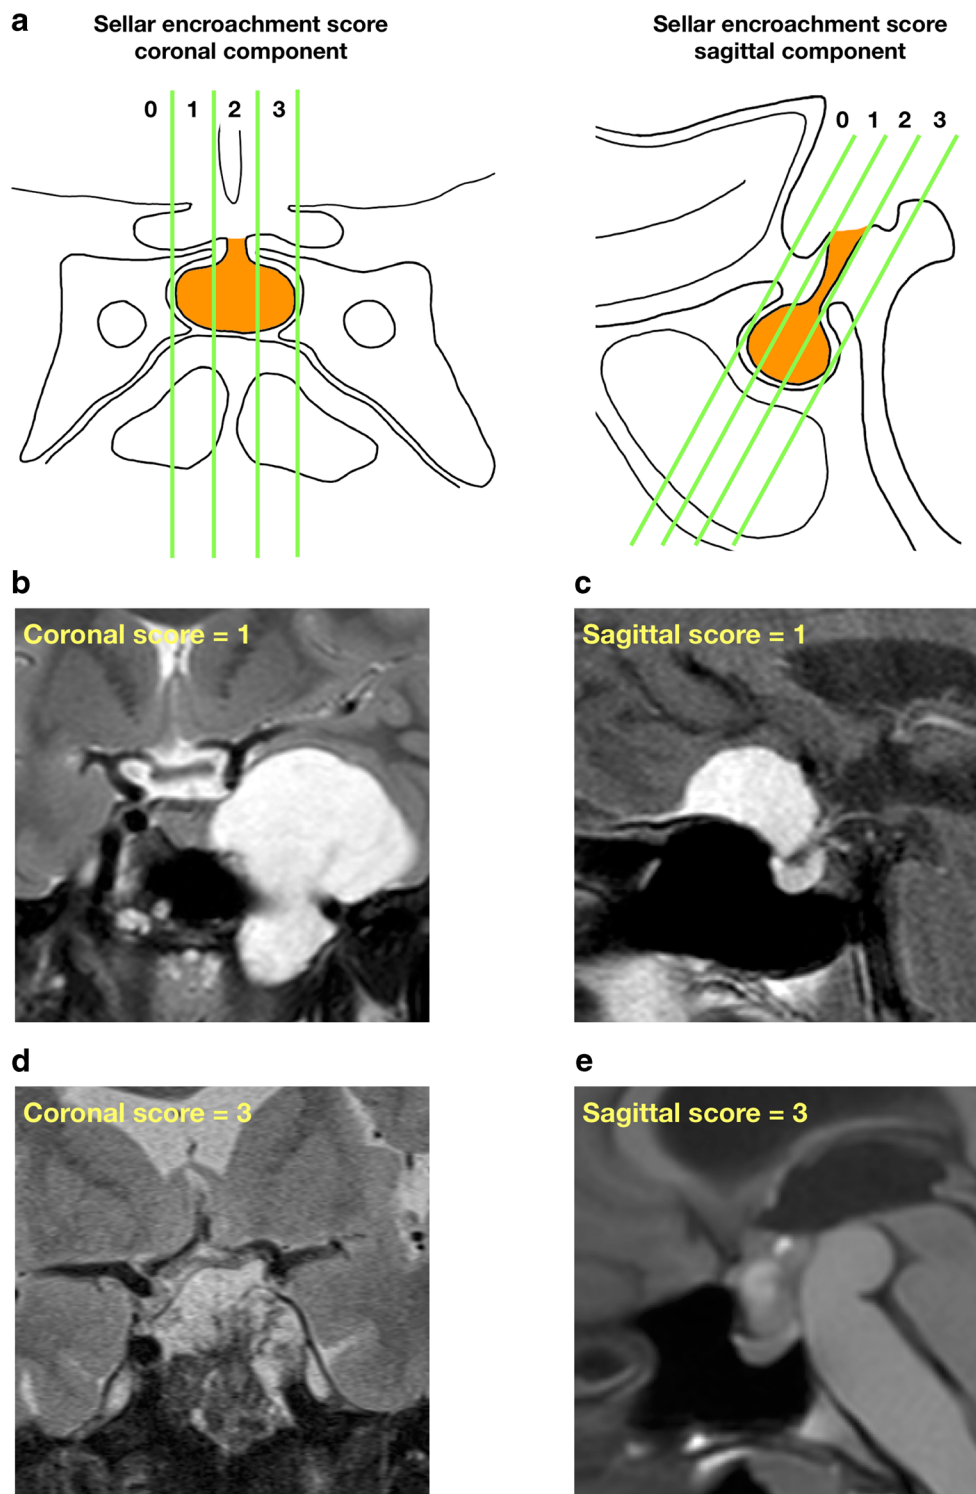 a
Sellar encroachment score
coronal component
Sellar encroachment score
sagittal component
0 1 2 3
0 1 2 3
b
c
Coronal score = 1
Sagittal score = 1
d
e
Coronal score = 3
Sagittal score = 3